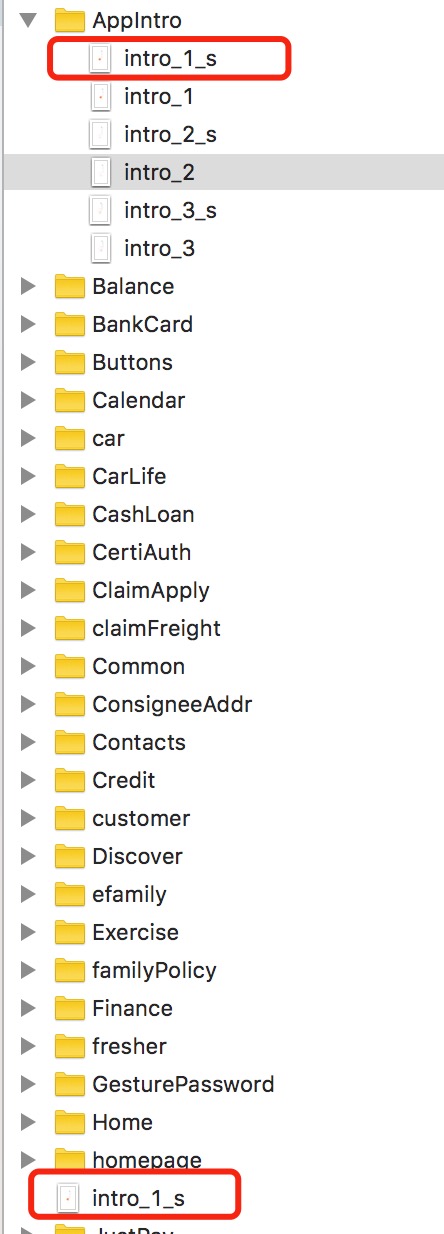 AppIntro
intro_1_s
intro_1
intro_2_s
intro_2
intro_3_s
intro_3
Balance
BankCard
Buttons
Calendar
car
CarLife
CashLoan
CertiAuth
ClaimApply
claimFreight
Common
ConsigneeAddr
Contacts
Credit
customer
Discover
efamily
Exercise
familyPolicy
Finance
fresher
GesturePassword
Home
homepage
intro_1_s
JustPay